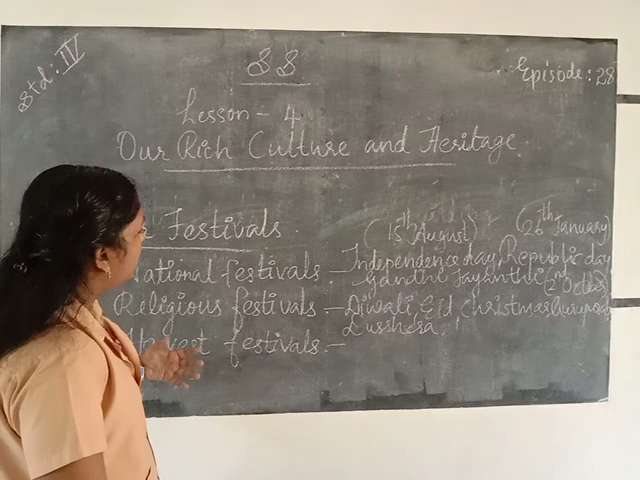 Std: IV
SS
Episode: 28
Lesson - 4
Our Rich Culture and Heritage
Festivals.
(15th August) (26th January)
National festivals - Independence day, Republic day
Gandhi Jayanthi (2nd October)
Religious festivals - Diwali, Eid Christmas
Dusshera
Harvest festivals. -